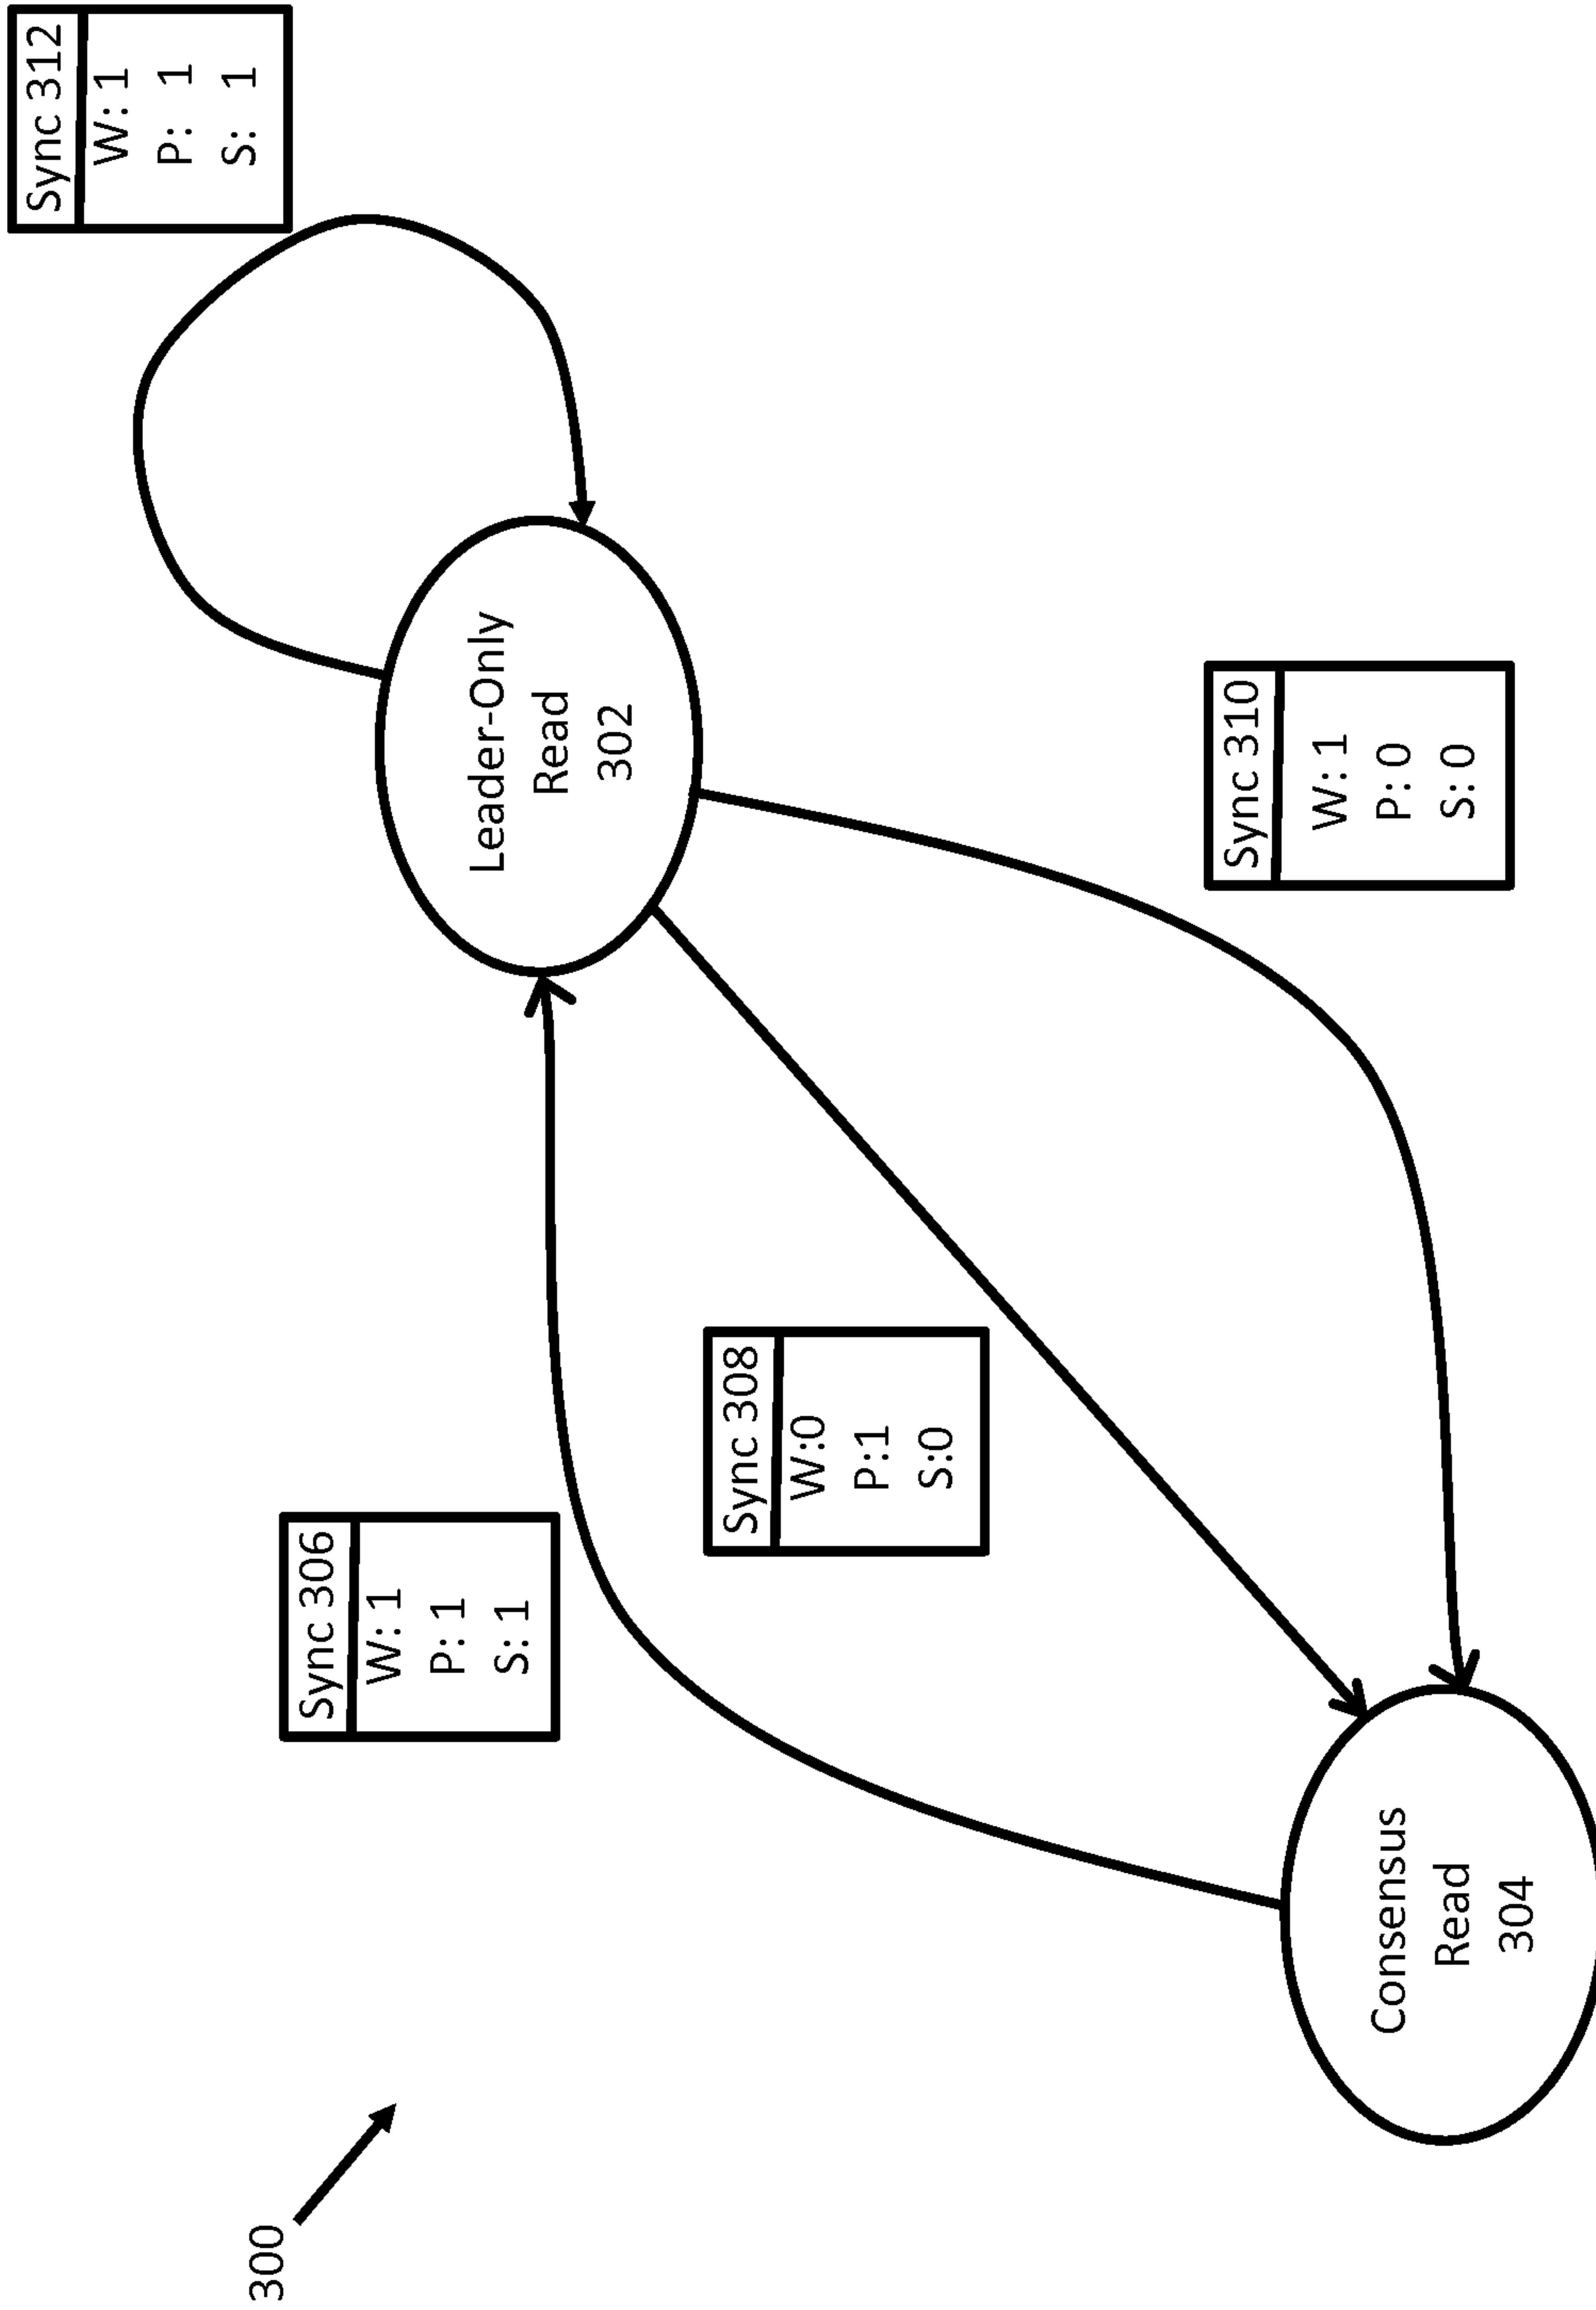 300
Sync 306
W: 1
P: 1
S: 1
Sync 312
W: 1
P: 1
S: 1
Leader-Only
Read
302
Sync 308
W:0
P:1
S:0
Sync 310
W: 1
P: 0
S: 0
Consensus
Read
304